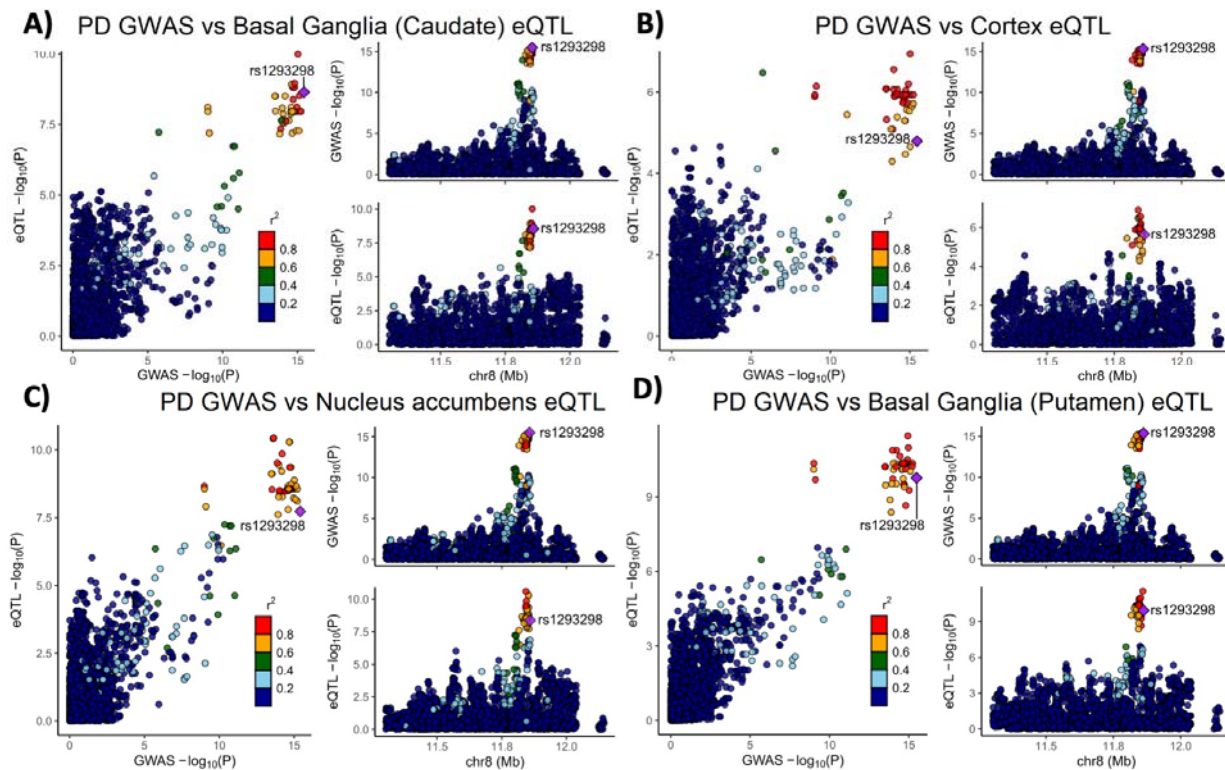 A) PD GWAS vs Basal Ganglia (Caudate) eQTL
10.0
7.5
5.0
2.5
0.0
eQTL −log10(P)
rs1293298
r2
0.8
0.6
0.4
0.2
0 5 10 15
GWAS −log10(P)
15
10
5
0
GWAS −log10(P)
rs1293298
10.0
7.5
5.0
2.5
0.0
eQTL −log10(P)
rs1293298
11.5 11.8 12.0
chr8 (Mb)
B) PD GWAS vs Cortex eQTL
6
4
2
0
eQTL −log10(P)
rs1293298
r2
0.8
0.6
0.4
0.2
0 5 10 15
GWAS −log10(P)
15
10
5
0
GWAS −log10(P)
rs1293298
6
4
2
0
eQTL −log10(P)
rs1293298
11.5 11.8 12.0
chr8 (Mb)
C) PD GWAS vs Nucleus accumbens eQTL
10.0
7.5
5.0
2.5
0.0
eQTL −log10(P)
rs1293298
r2
0.8
0.6
0.4
0.2
0 5 10 15
GWAS −log10(P)
15
10
5
0
GWAS −log10(P)
rs1293298
10.0
7.5
5.0
2.5
0.0
eQTL −log10(P)
rs1293298
11.5 11.8 12.0
chr8 (Mb)
D) PD GWAS vs Basal Ganglia (Putamen) eQTL
9
6
3
0
eQTL −log10(P)
rs1293298
r2
0.8
0.6
0.4
0.2
0 5 10 15
GWAS −log10(P)
15
10
5
0
GWAS −log10(P)
rs1293298
9
6
3
0
eQTL −log10(P)
rs1293298
11.5 11.8 12.0
chr8 (Mb)